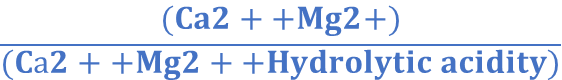 (Ca2 + +Mg2+)
(Ca2 + +Mg2 + +Hydrolytic acidity)